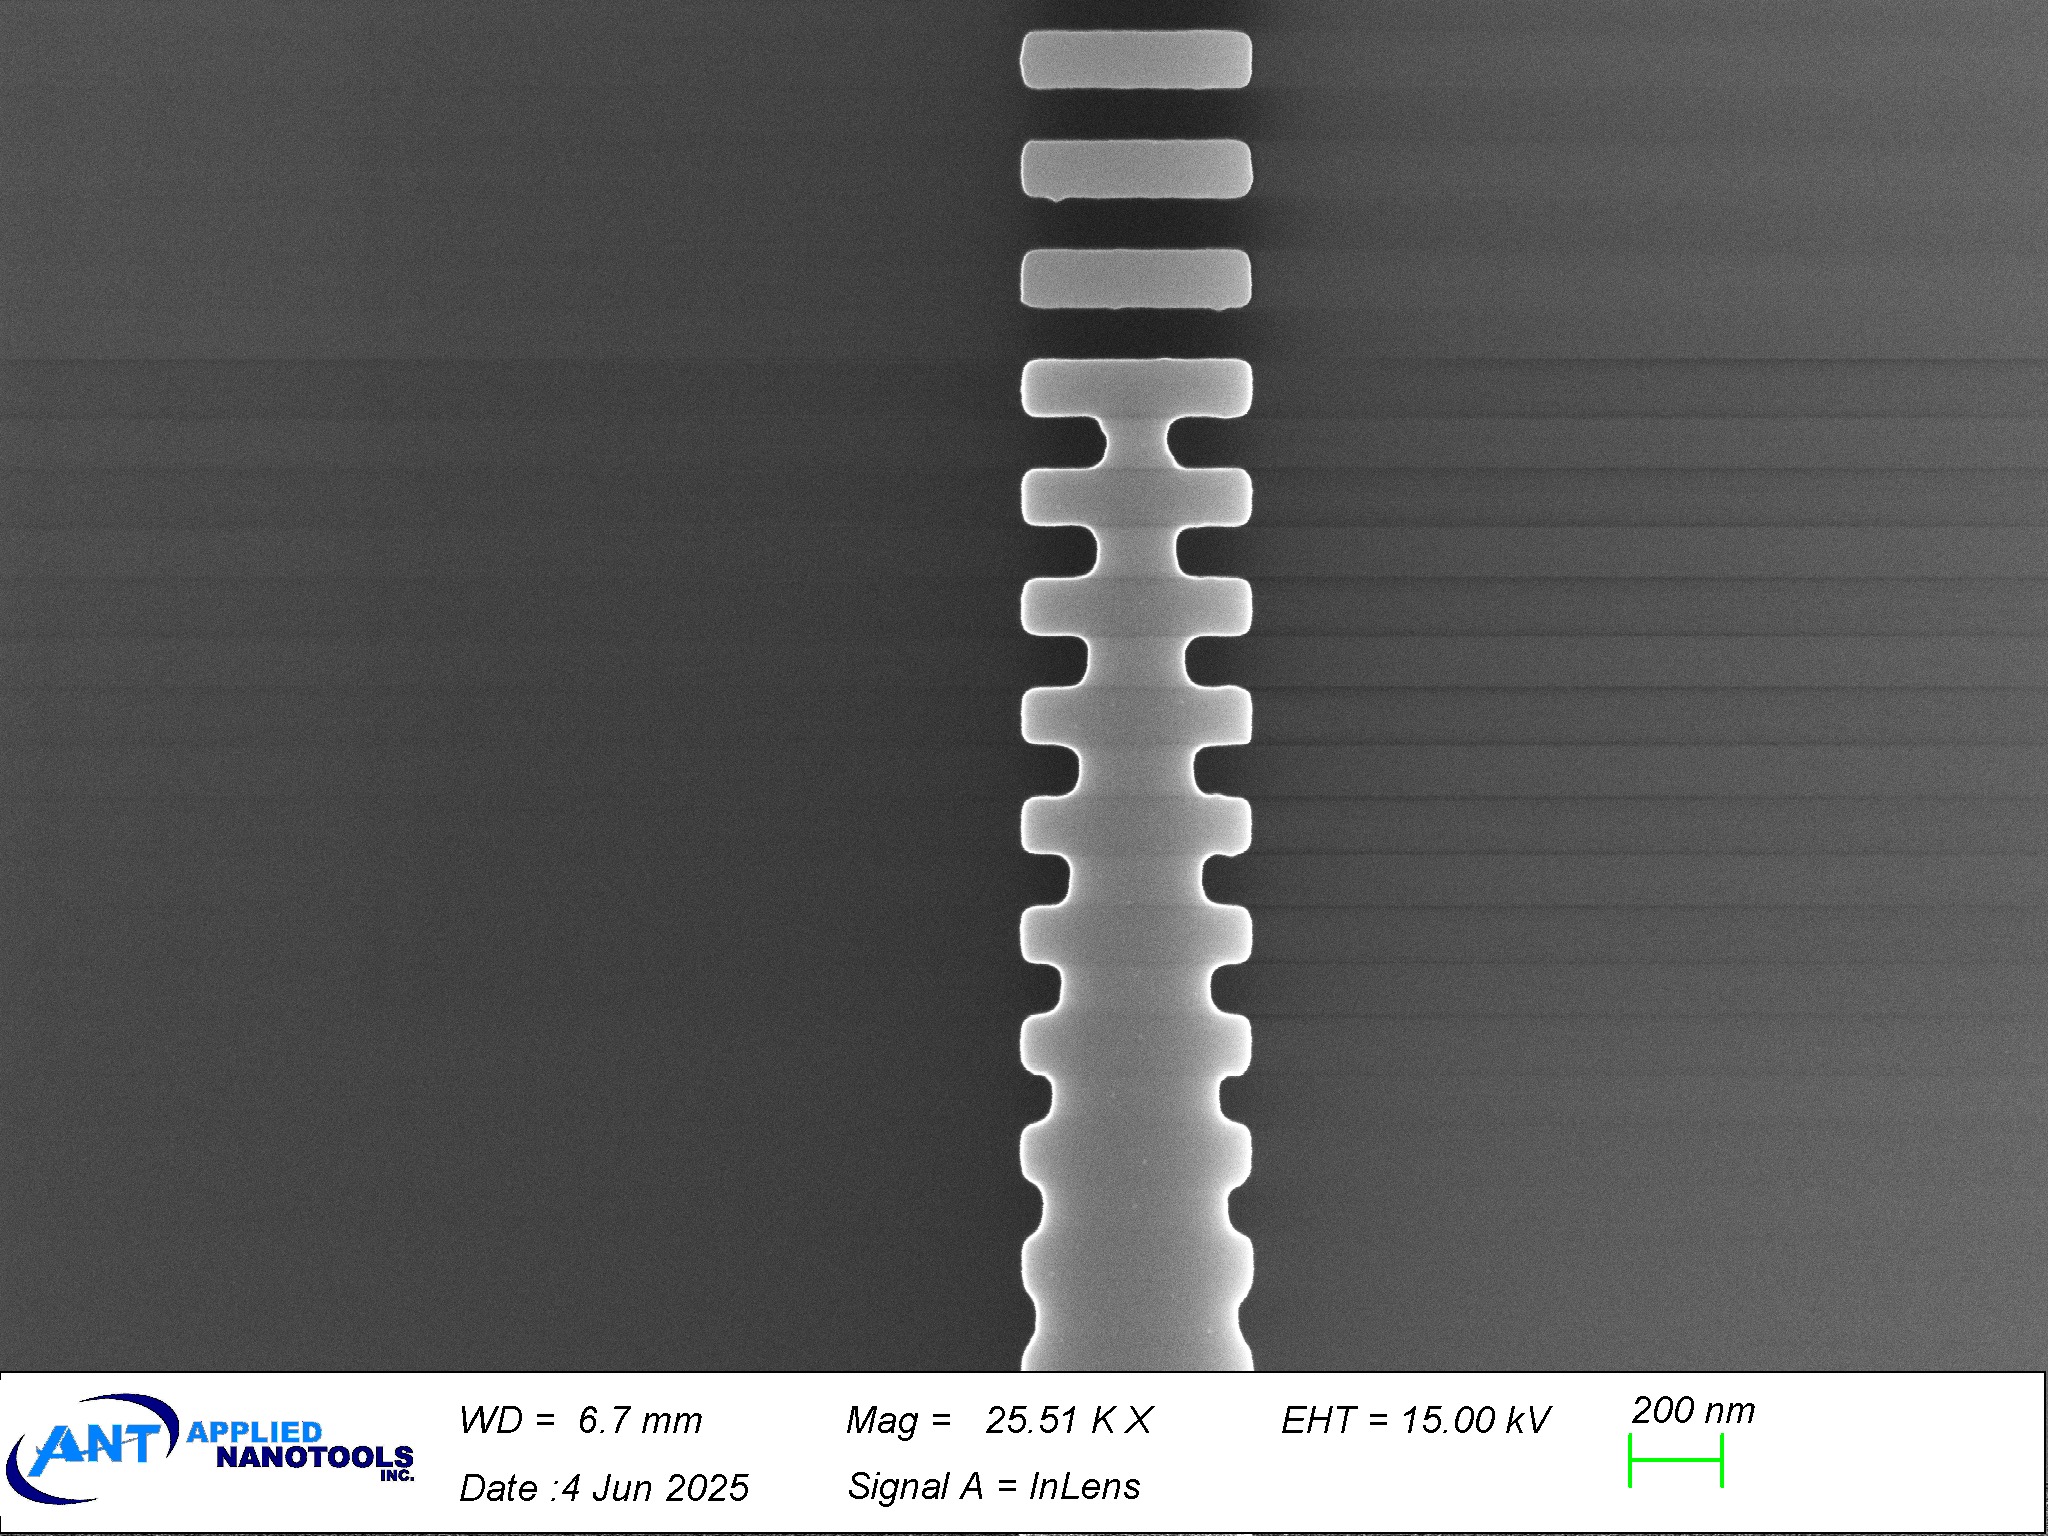 ANT APPLIED
NANOTOOLS
INC.
WD = 6.7 mm
Mag = 25.51 K X
EHT = 15.00 kV
200 nm
Date :4 Jun 2025
Signal A = InLens